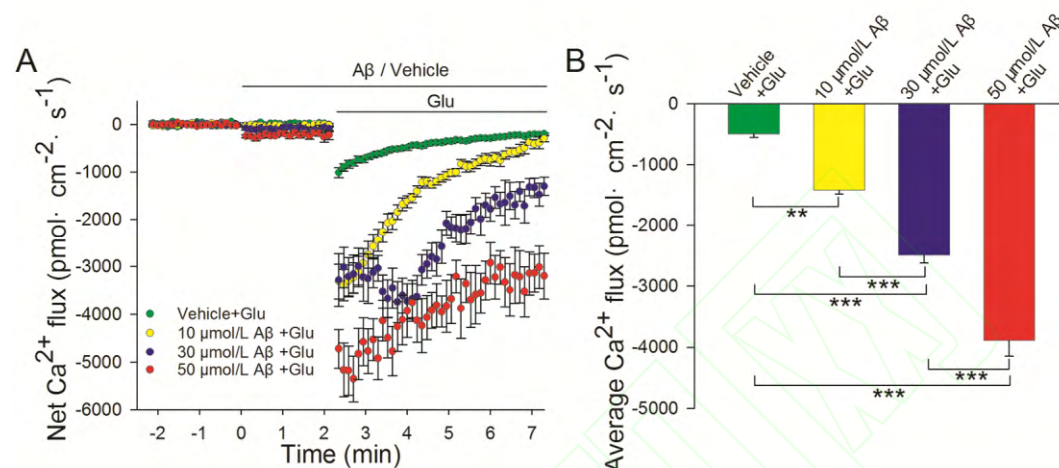 A
Aβ / Vehicle
Glu
Net Ca²⁺ flux (pmol· cm⁻²· s⁻¹)
0
-1000
-2000
-3000
-4000
-5000
-6000
Vehicle+Glu
10 μmol/L Aβ +Glu
30 μmol/L Aβ +Glu
50 μmol/L Aβ +Glu
-2 -1 0 1 2 3 4 5 6 7
Time (min)
B
Vehicle
+Glu
10 μmol/L Aβ
+Glu
30 μmol/L Aβ
+Glu
50 μmol/L Aβ
+Glu
Average Ca²⁺ flux (pmol· cm⁻²· s⁻¹)
0
-1000
-2000
-3000
-4000
-5000
**
***
***
***
***